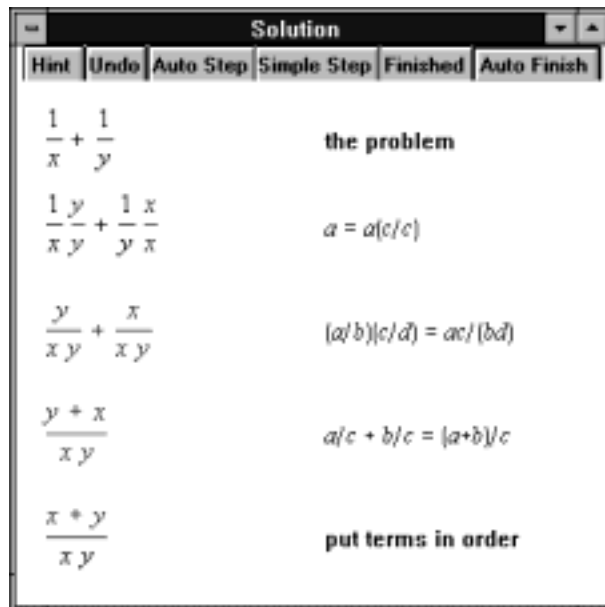 Solution
Hint Undo Auto Step Simple Step Finished Auto Finish
1/x + 1/y the problem
1/x y/y + 1/y x/x a = a(c/c)
y/(x y) + x/(x y) (a/b)(c/d) = ac/(bd)
(y + x)/(x y) a/c + b/c = (a+b)/c
(x + y)/(x y) put terms in order